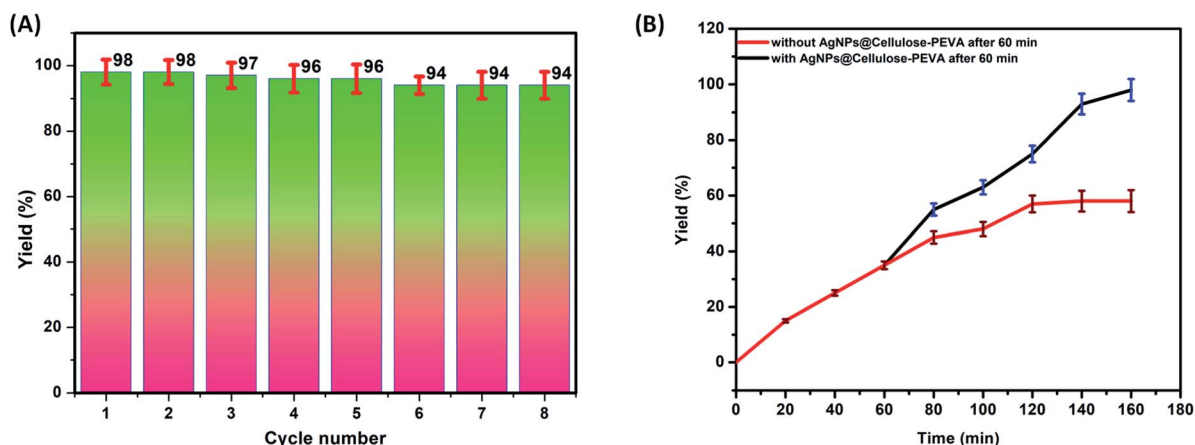 (A)
98
98
97
96
96
94
94
94
100
80
60
40
20
0
Yield (%)
1 2 3 4 5 6 7 8
Cycle number
(B)
without AgNPs@Cellulose-PEVA after 60 min
with AgNPs@Cellulose-PEVA after 60 min
120
100
80
60
40
20
0
Yield (%)
0 20 40 60 80 100 120 140 160 180
Time (min)